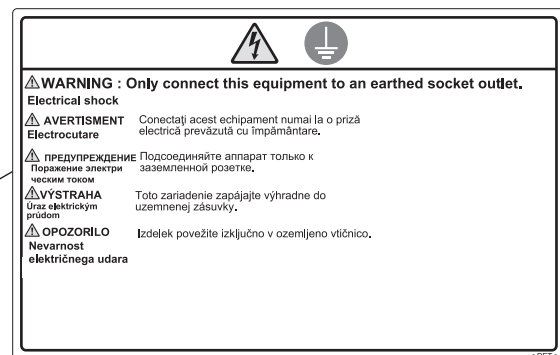 WARNING : Only connect this equipment to an earthed socket outlet.
Electrical shock
AVERTISMENT Conectaţi acest echipament numai la o priză
Electrocutare electrică prevăzută cu împământare.
ПРЕДУПРЕЖДЕНИЕ Подсоединяйте аппарат только к
Поражение электри заземленной розетке.
ческим током
VÝSTRAHA Toto zariadenie zapájajte výhradne do
Úraz elektrickým uzemnenej zásuvky.
prúdom
OPOZORILO Izdelek povežite izključno v ozemljeno vtičnico.
Nevarnost
električnega udara